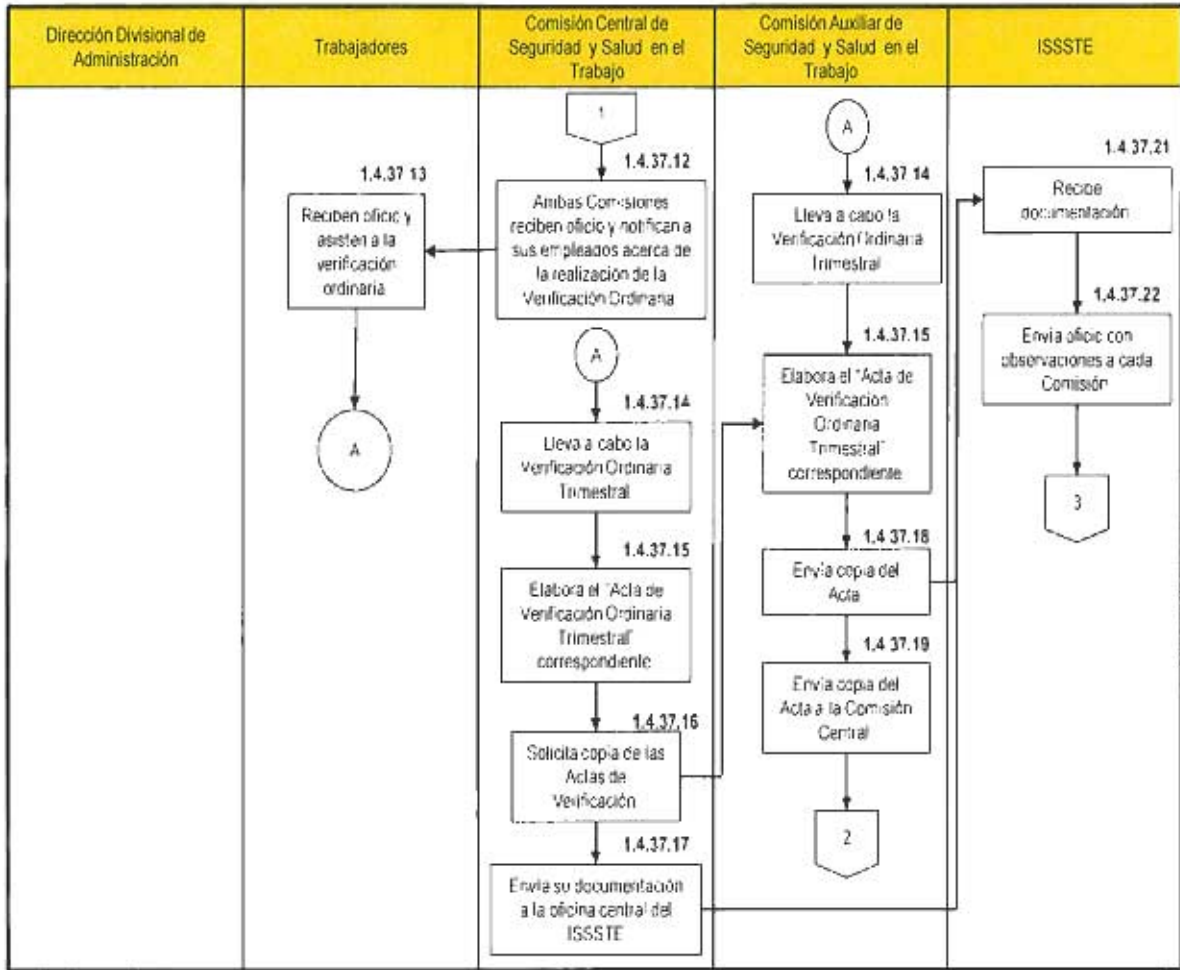 Dirección Divisional de
Administración
Trabajadores
Comisión Central de
Seguridad y Salud en el
Trabajo
Comisión Auxiliar de
Seguridad y Salud en el
Trabajo
ISSSTE
1.4.37 13
Reciben oficio y
asisten a la
verificación
ordinaria
A
1
1.4.37.12
Ambas Comisiones
reciben oficio y notifican a
sus empleados acerca de
la realización de la
Verificación Ordinaria
A
1.4.37.14
Lleva a cabo la
Verificación Ordinaria
Trimestral
1.4.37.15
Elabora el "Acta de
Verificación Ordinaria
Trimestral"
correspondiente
1.4.37.16
Solicita copia de las
Actas de
Verificación
1.4.37.17
Envía su documentación
a la oficina central del
ISSSTE
A
1.4.37 14
Lleva a cabo la
Verificación Ordinaria
Trimestral
1.4.37.15
Elabora el "Acta de
Verificación
Ordinaria
Trimestral"
correspondiente
1.4.37.18
Envía copia del
Acta
1.4 37.19
Envía copia del
Acta a la Comisión
Central
2
1.4.37.21
Recibe
documentación
1.4.37.22
Envía oficio con
observaciones a cada
Comisión
3